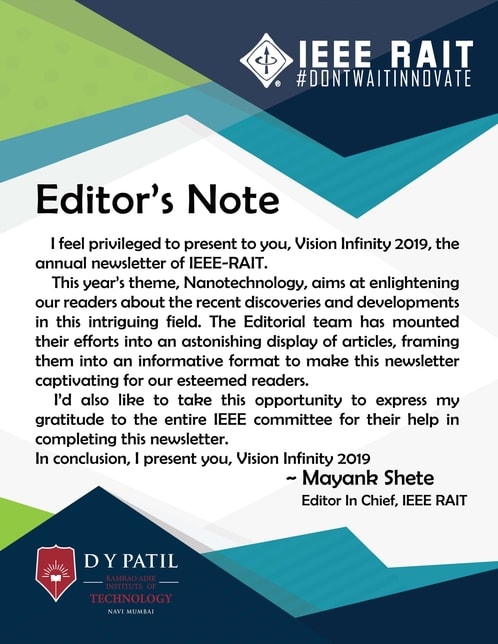 IEEE RAIT
#DONTWAITINNOVATE
Editor's Note
I feel privileged to present to you, Vision Infinity 2019, the
annual newsletter of IEEE-RAIT.
This year's theme, Nanotechnology, aims at enlightening
our readers about the recent discoveries and developments
in this intriguing field. The Editorial team has mounted
their efforts into an astonishing display of articles, framing
them into an informative format to make this newsletter
captivating for our esteemed readers.
I'd also like to take this opportunity to express my
gratitude to the entire IEEE committee for their help in
completing this newsletter.
In conclusion, I present you, Vision Infinity 2019
~ Mayank Shete
Editor In Chief, IEEE RAIT
D Y PATIL
RAMRAO ADIK
INSTITUTE OF
TECHNOLOGY
NAVI MUMBAI